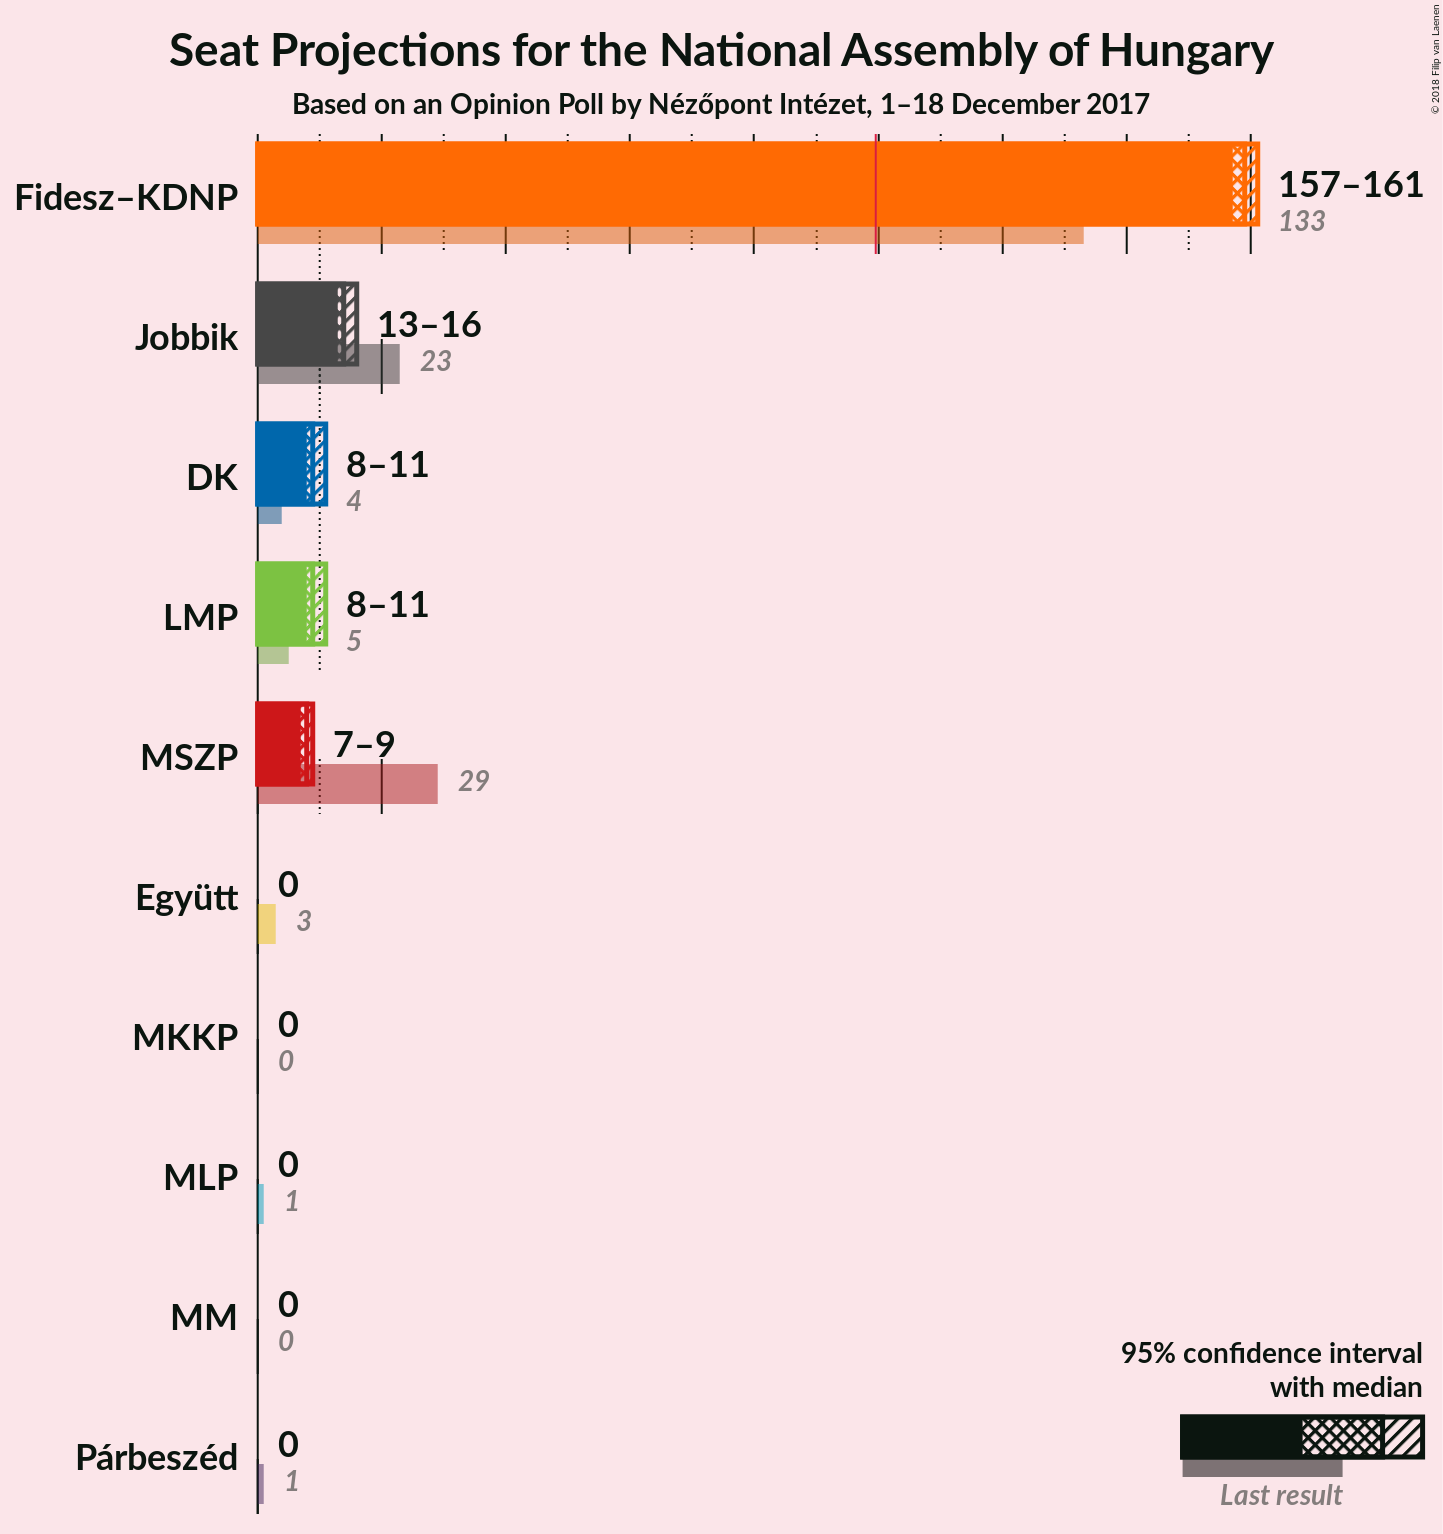 Seat Projections for the National Assembly of Hungary
Based on an Opinion Poll by Nézőpont Intézet, 1–18 December 2017
© 2018 Filip van Laenen
Fidesz–KDNP
157–161
133
Jobbik
13–16
23
DK
8–11
4
LMP
8–11
5
MSZP
7–9
29
Együtt
0
3
MKKP
0
0
MLP
0
1
MM
0
0
Párbeszéd
0
1
95% confidence interval
with median
Last result